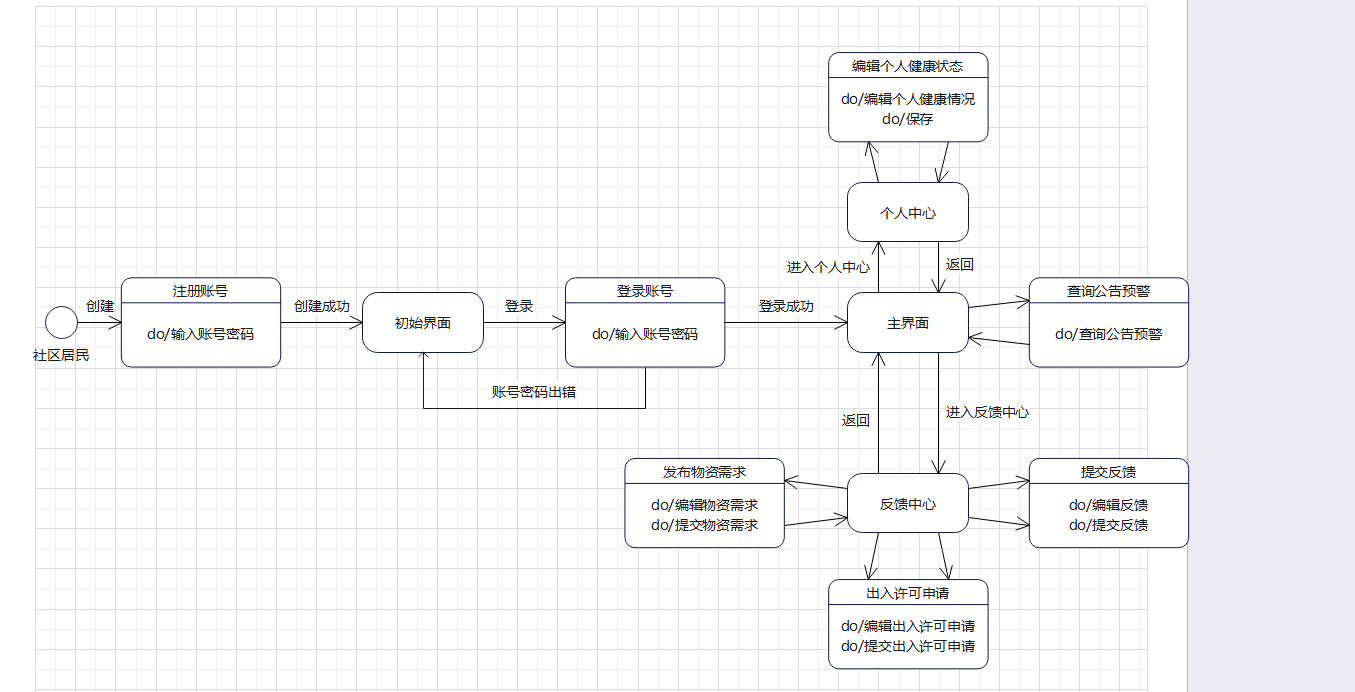 编辑个人健康状态
do/编辑个人健康情况
do/保存
个人中心
进入个人中心
返回
社区居民
创建
注册账号
do/输入账号密码
创建成功
初始界面
登录
登录账号
do/输入账号密码
登录成功
主界面
查询公告预警
do/查询公告预警
账号密码出错
返回
进入反馈中心
发布物资需求
do/编辑物资需求
do/提交物资需求
反馈中心
提交反馈
do/编辑反馈
do/提交反馈
出入许可申请
do/编辑出入许可申请
do/提交出入许可申请